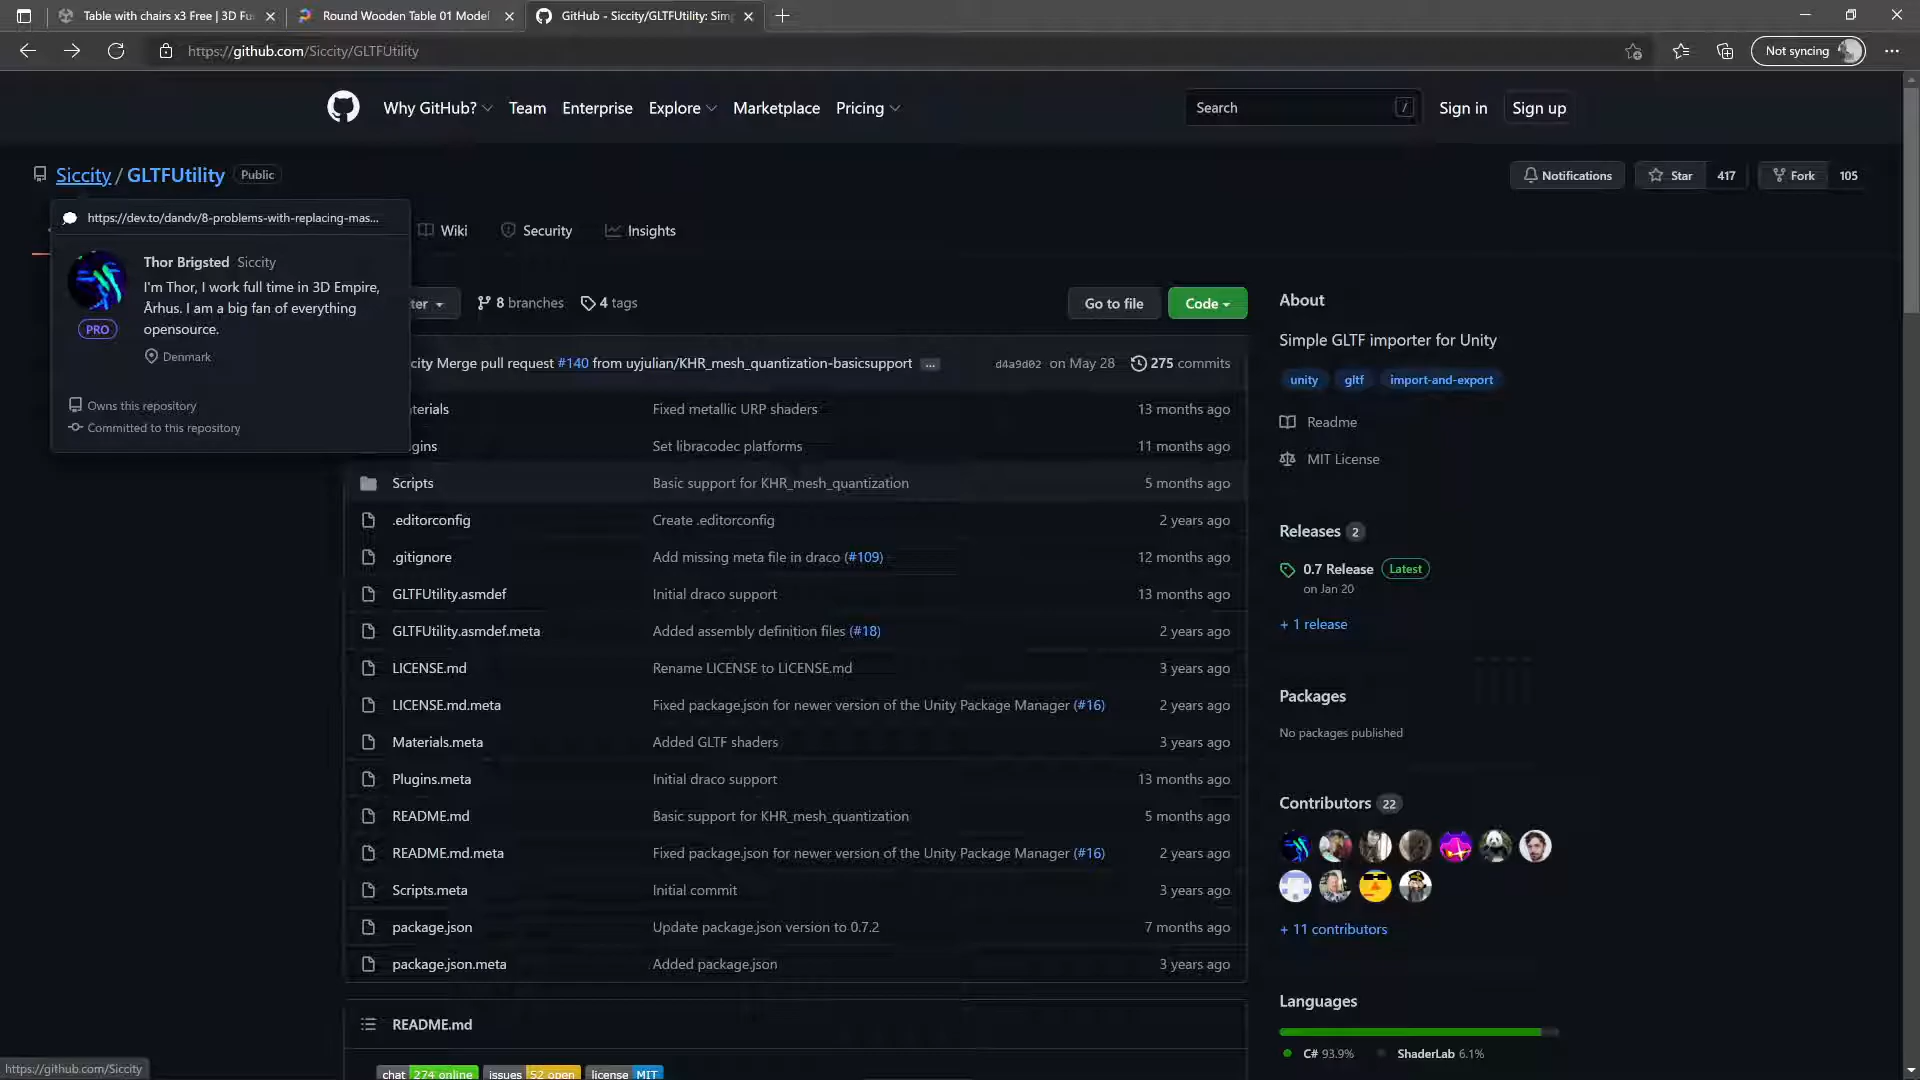 Table with chairs x3 Free | 3D Fu
Round Wooden Table 01 Model
GitHub - Siccity/GLTFUtility: Sim
https://github.com/Siccity/GLTFUtility
Not syncing
Why GitHub?
Team
Enterprise
Explore
Marketplace
Pricing
Search
/
Sign in
Sign up
Siccity / GLTFUtility
Public
Notifications
Star
417
Fork
105
https://dev.to/dandv/8-problems-with-replacing-mas...
Wiki
Security
Insights
Thor Brigsted Siccity
I'm Thor, I work full time in 3D Empire,
Århus. I am a big fan of everything
opensource.
PRO
Denmark
Owns this repository
Committed to this repository
ter
8 branches
4 tags
Go to file
Code
city Merge pull request #140 from uyjulian/KHR_mesh_quantization-basicsupport ...
d4a9d02 on May 28
275 commits
terials Fixed metallic URP shaders 13 months ago
gins Set libracodec platforms 11 months ago
Scripts Basic support for KHR_mesh_quantization 5 months ago
.editorconfig Create .editorconfig 2 years ago
.gitignore Add missing meta file in draco (#109) 12 months ago
GLTFUtility.asmdef Initial draco support 13 months ago
GLTFUtility.asmdef.meta Added assembly definition files (#18) 2 years ago
LICENSE.md Rename LICENSE to LICENSE.md 3 years ago
LICENSE.md.meta Fixed package.json for newer version of the Unity Package Manager (#16) 2 years ago
Materials.meta Added GLTF shaders 3 years ago
Plugins.meta Initial draco support 13 months ago
README.md Basic support for KHR_mesh_quantization 5 months ago
README.md.meta Fixed package.json for newer version of the Unity Package Manager (#16) 2 years ago
Scripts.meta Initial commit 3 years ago
package.json Update package.json version to 0.7.2 7 months ago
package.json.meta Added package.json 3 years ago
README.md
chat 274 online issues 52 open license MIT
About
Simple GLTF importer for Unity
unity gltf import-and-export
Readme
MIT License
Releases 2
0.7 Release Latest
on Jan 20
+ 1 release
Packages
No packages published
Contributors 22
+ 11 contributors
Languages
C# 93.9% ShaderLab 6.1%
https://github.com/Siccity